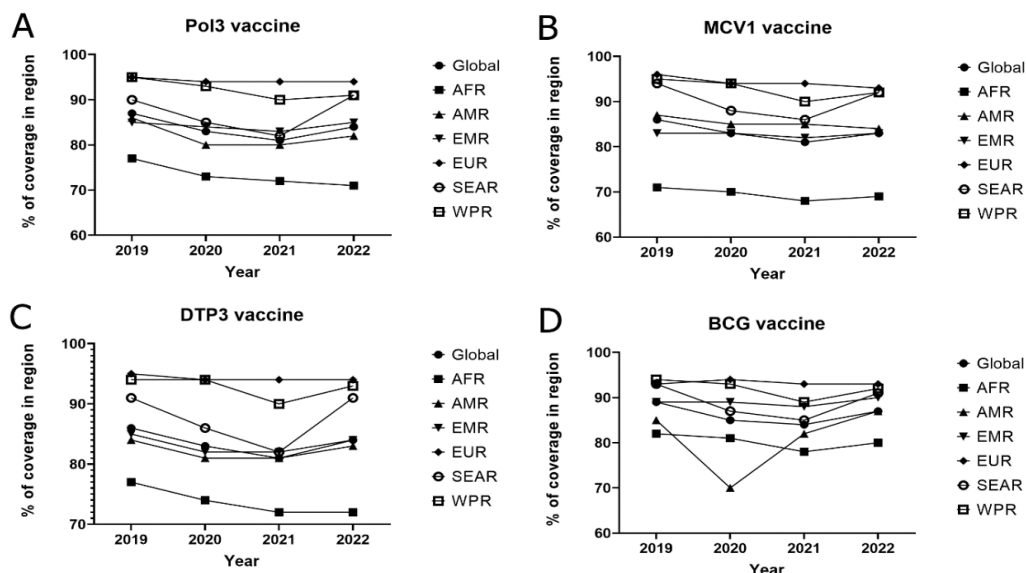 A
Pol3 vaccine
% of coverage in region
100
90
80
70
60
2019
2020
2021
2022
Year
Global
AFR
AMR
EMR
EUR
SEAR
WPR
B
MCV1 vaccine
% of coverage in region
100
90
80
70
60
2019
2020
2021
2022
Year
Global
AFR
AMR
EMR
EUR
SEAR
WPR
C
DTP3 vaccine
% of coverage in region
100
90
80
70
2019
2020
2021
2022
Year
Global
AFR
AMR
EMR
EUR
SEAR
WPR
D
BCG vaccine
% of coverage in region
100
90
80
70
60
2019
2020
2021
2022
Year
Global
AFR
AMR
EMR
EUR
SEAR
WPR